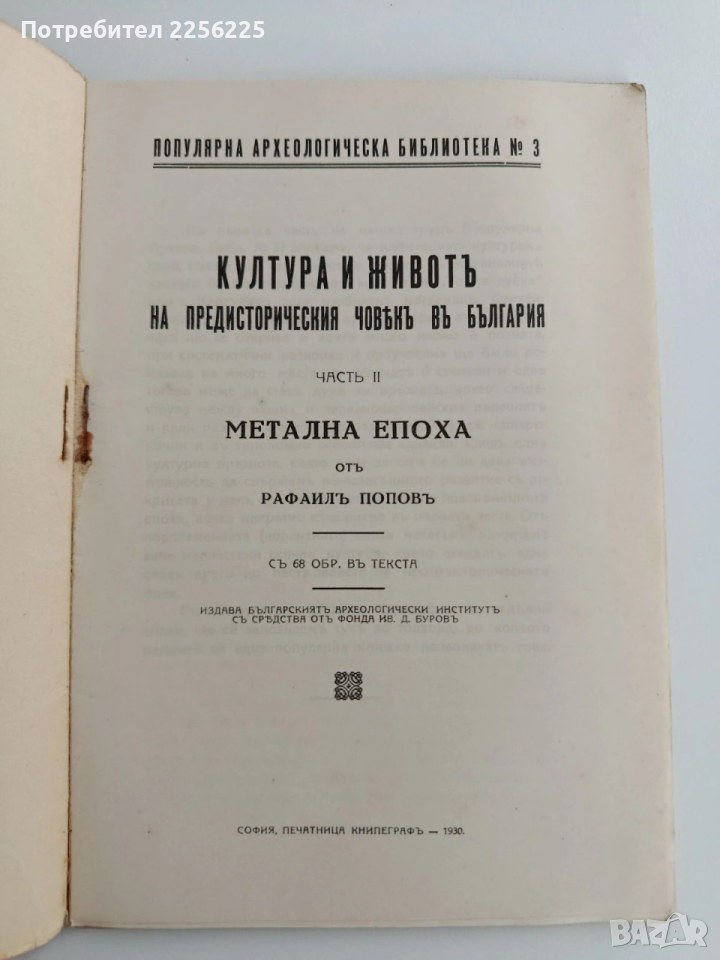 Потребител 2256225
ПОПУЛЯРНА АРХЕОЛОГИЧЕСКА БИБЛИОТЕКА № 3
КУЛТУРА И ЖИВОТЪ
НА ПРЕДИСТОРИЧЕСКИЯ ЧОВѢКЪ ВЪ БЪЛГАРИЯ
ЧАСТЬ II
МЕТАЛНА ЕПОХА
ОТЪ
РАФАИЛЪ ПОПОВЪ
СЪ 68 ОБР. ВЪ ТЕКСТА
ИЗДАВА БЪЛГАРСКИЯТЪ АРХЕОЛОГИЧЕСКИ ИНСТИТУТЪ
СЪ СРѢДСТВА ОТЪ ФОНДА ИВ. Д. БУРОВЪ
СОФИЯ, ПЕЧАТНИЦА КНИПЕГРАФЪ — 1930.
BAZAR